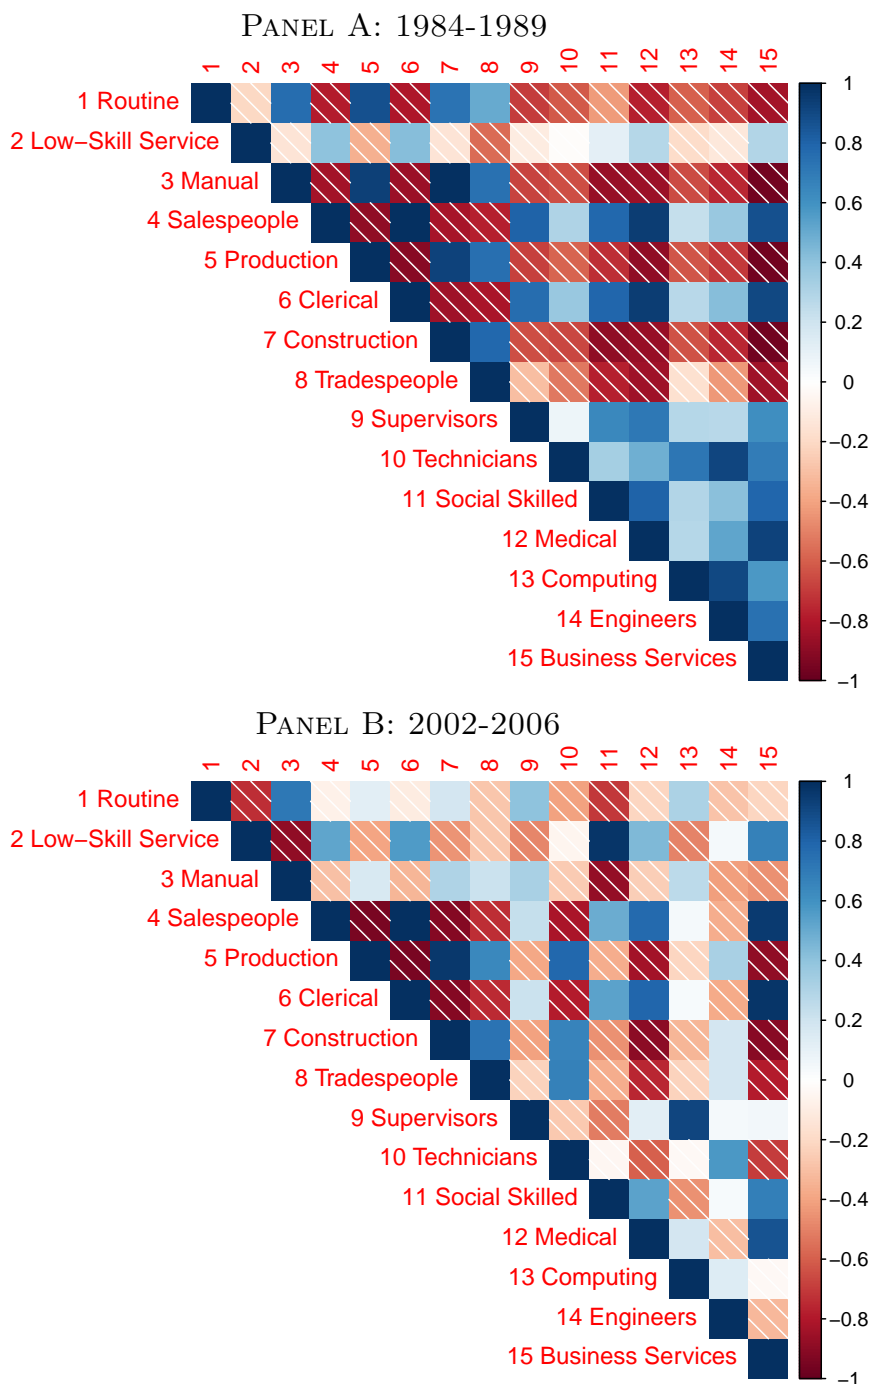 PANEL A: 1984-1989
1 2 3 4 5 6 7 8 9 10 11 12 13 14 15
1 Routine
2 Low−Skill Service
3 Manual
4 Salespeople
5 Production
6 Clerical
7 Construction
8 Tradespeople
9 Supervisors
10 Technicians
11 Social Skilled
12 Medical
13 Computing
14 Engineers
15 Business Services
1
0.8
0.6
0.4
0.2
0
−0.2
−0.4
−0.6
−0.8
−1
PANEL B: 2002-2006
1 2 3 4 5 6 7 8 9 10 11 12 13 14 15
1 Routine
2 Low−Skill Service
3 Manual
4 Salespeople
5 Production
6 Clerical
7 Construction
8 Tradespeople
9 Supervisors
10 Technicians
11 Social Skilled
12 Medical
13 Computing
14 Engineers
15 Business Services
1
0.8
0.6
0.4
0.2
0
−0.2
−0.4
−0.6
−0.8
−1